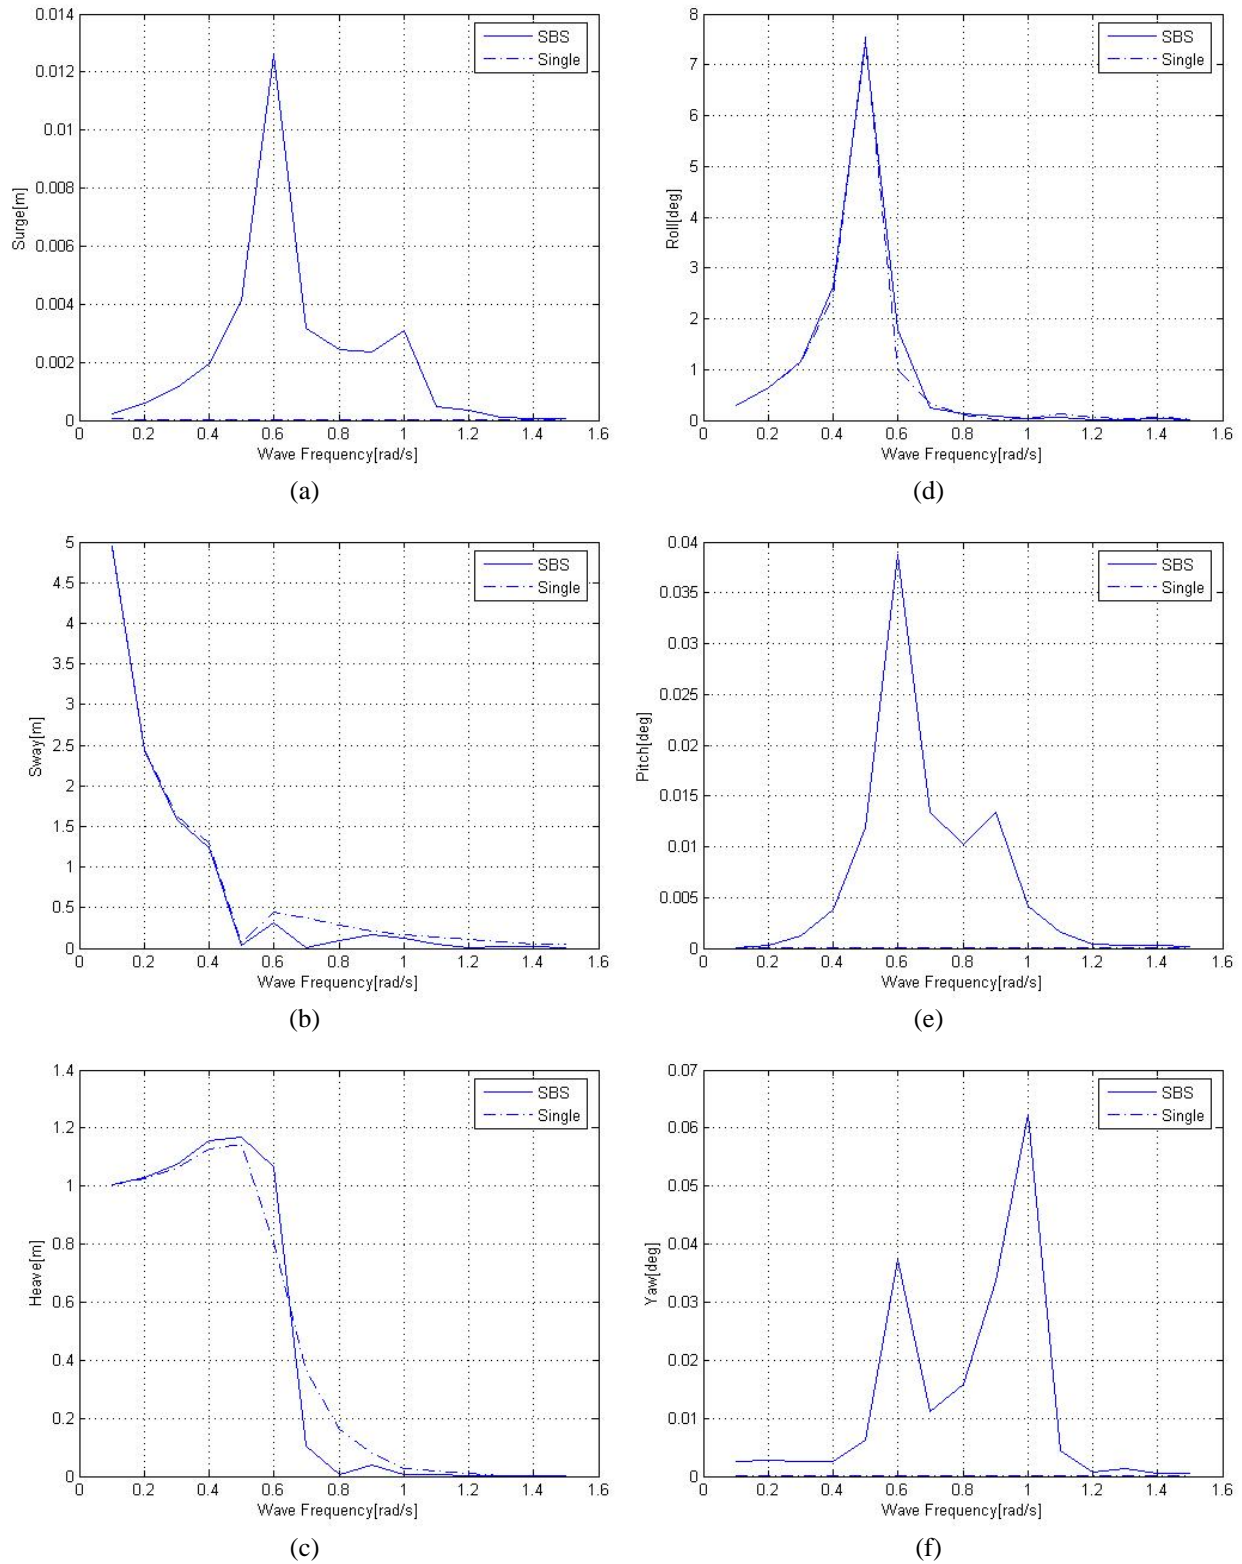 0.014
0.012
0.01
0.008
0.006
0.004
0.002
0
Surge[m]
SBS
Single
0 0.2 0.4 0.6 0.8 1 1.2 1.4 1.6
Wave Frequency[rad/s]
(a)
8
7
6
5
4
3
2
1
0
Roll[deg]
SBS
Single
0 0.2 0.4 0.6 0.8 1 1.2 1.4 1.6
Wave Frequency[rad/s]
(d)
5
4.5
4
3.5
3
2.5
2
1.5
1
0.5
0
Sway[m]
SBS
Single
0 0.2 0.4 0.6 0.8 1 1.2 1.4 1.6
Wave Frequency[rad/s]
(b)
0.04
0.035
0.03
0.025
0.02
0.015
0.01
0.005
0
Pitch[deg]
SBS
Single
0 0.2 0.4 0.6 0.8 1 1.2 1.4 1.6
Wave Frequency[rad/s]
(e)
1.4
1.2
1
0.8
0.6
0.4
0.2
0
Heave[m]
SBS
Single
0 0.2 0.4 0.6 0.8 1 1.2 1.4 1.6
Wave Frequency[rad/s]
(c)
0.07
0.06
0.05
0.04
0.03
0.02
0.01
0
Yaw[deg]
SBS
Single
0 0.2 0.4 0.6 0.8 1 1.2 1.4 1.6
Wave Frequency[rad/s]
(f)